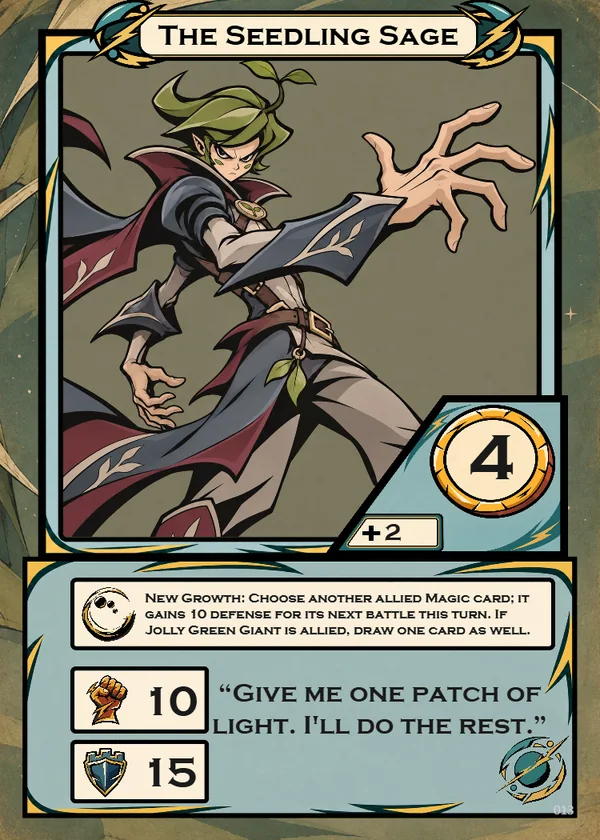 The Seedling Sage
4
+2
New Growth: Choose another allied Magic card; it
gains 10 defense for its next battle this turn. If
Jolly Green Giant is allied, draw one card as well.
10
“Give me one patch of
light. I'll do the rest.”
15
013